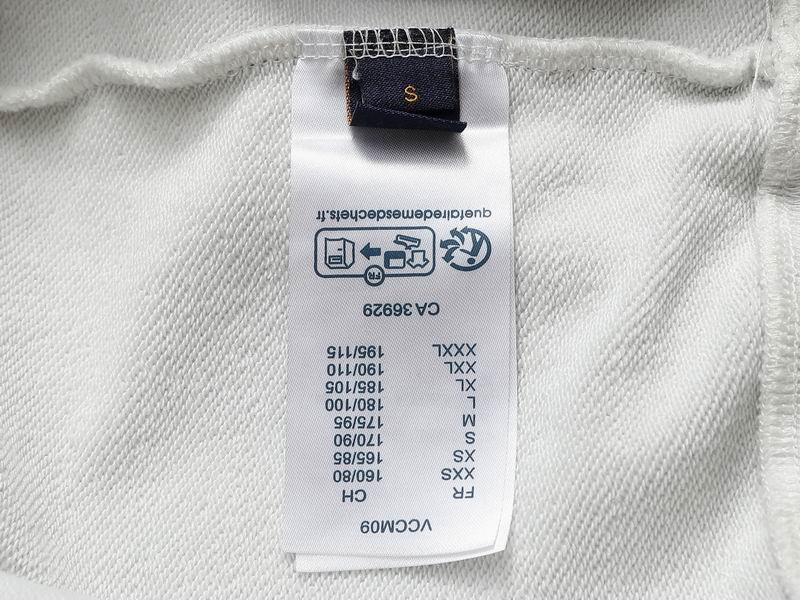 S
VCCM09
FR CH
XXS 160/80
XS 165/85
S 170/90
M 175/95
L 180/100
XL 185/105
XXL 190/110
XXXL 195/115
CA 36929
FR
quefairedemesdechets.fr